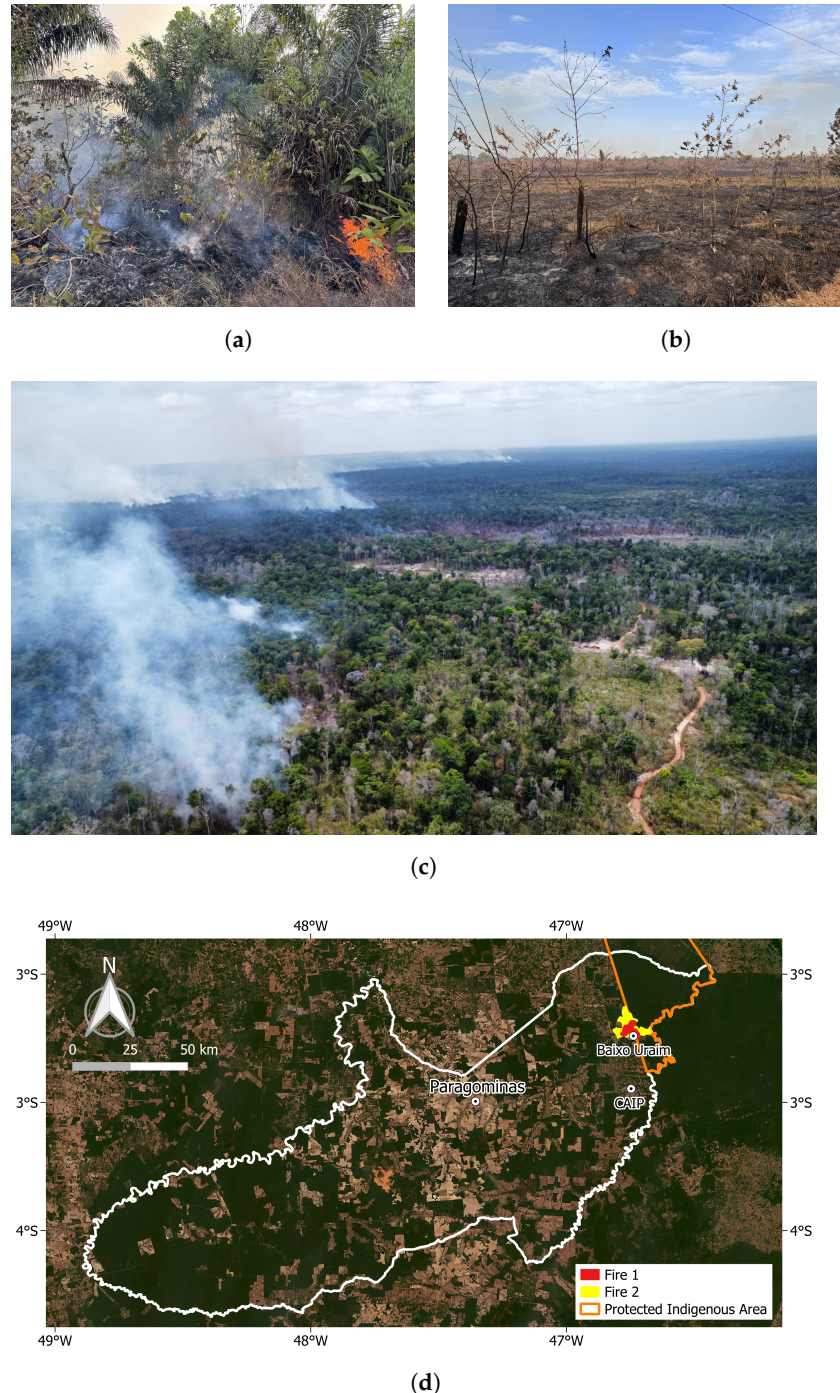 (a)
(b)
(c)
49°W 48°W 47°W
3°S 3°S
N
0 25 50 km
Baixo Uraim
Paragominas
CAIP
3°S 3°S
4°S 4°S
Fire 1
Fire 2
Protected Indigenous Area
49°W 48°W 47°W
(d)